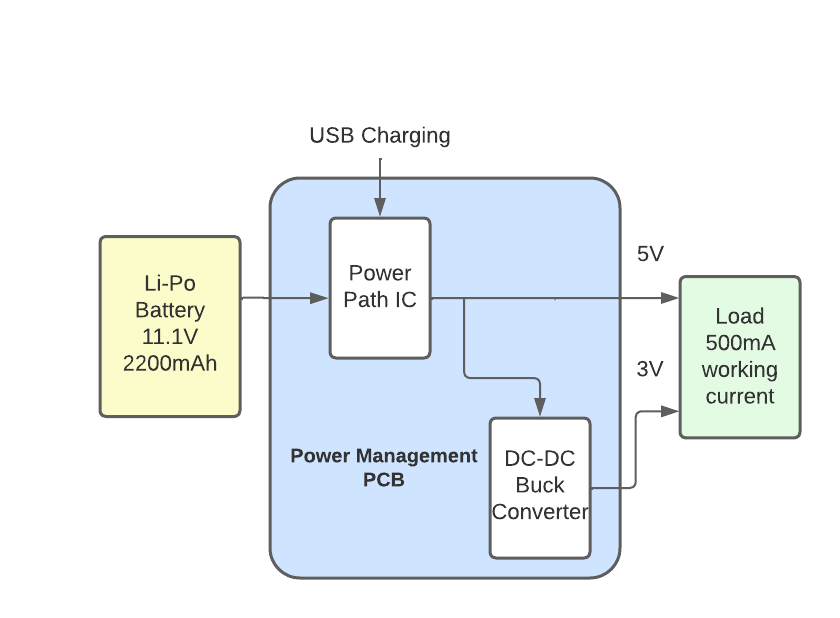 USB Charging
Li-Po
Battery
11.1V
2200mAh
Power
Path IC
5V
Load
500mA
working
current
3V
Power Management
PCB
DC-DC
Buck
Converter